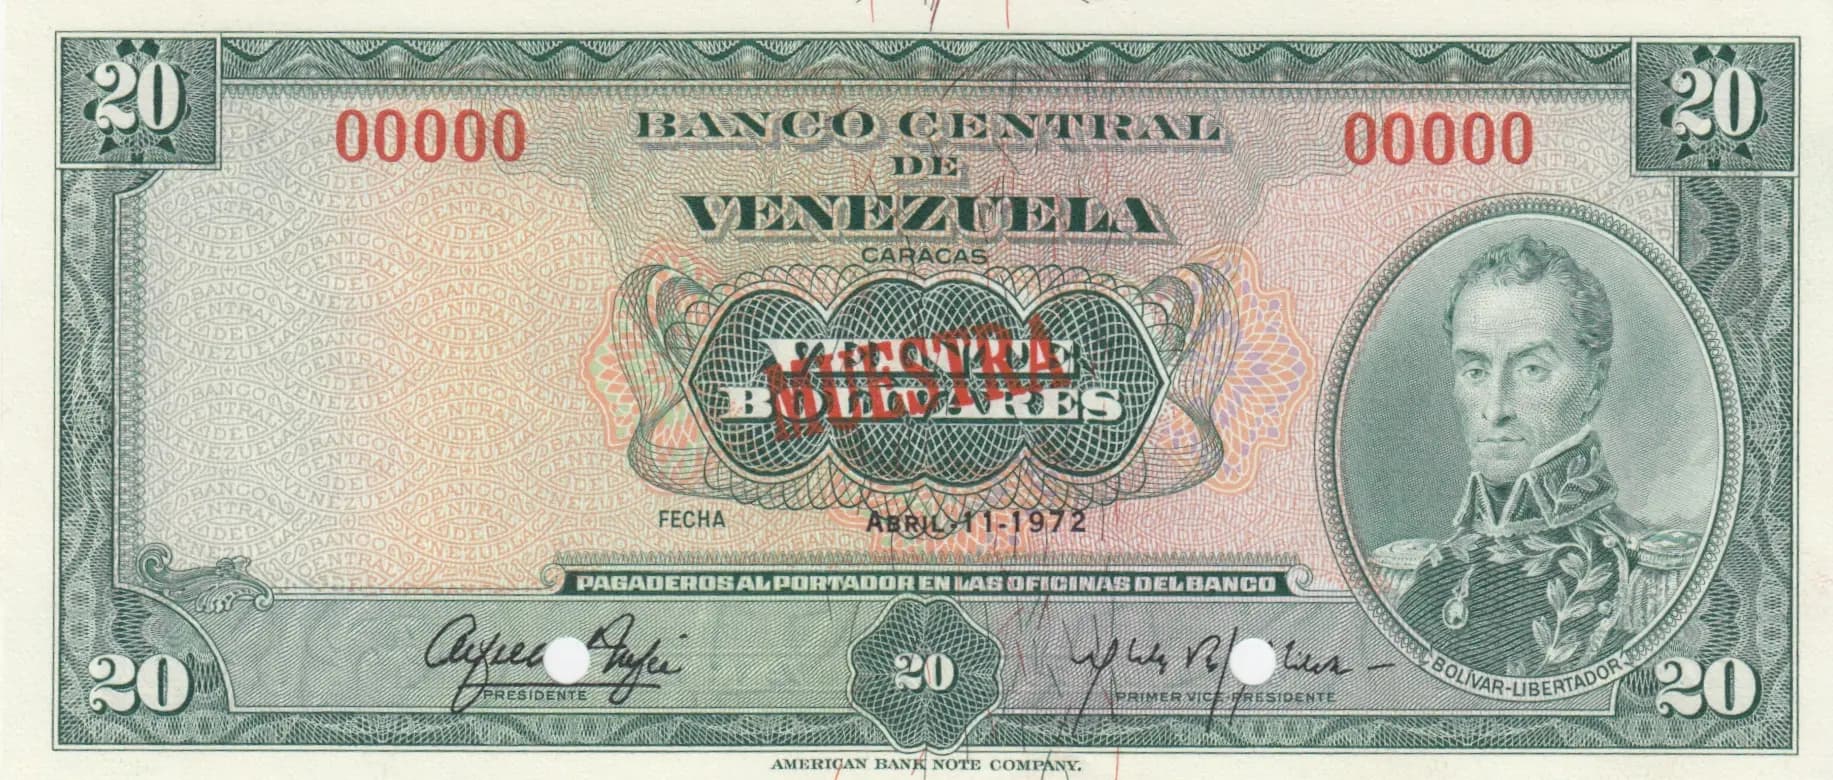 20
20
00000
BANCO CENTRAL
00000
DE
VENEZUELA
CARACAS
VEINTE
BOLIVARES
MUESTRA
FECHA ABRIL-11-1972
PAGADEROS AL PORTADOR EN LAS OFICINAS DEL BANCO
20
PRESIDENTE
20
PRIMER VICE-PRESIDENTE
BOLÍVAR-LIBERTADOR
20
AMERICAN BANK NOTE COMPANY.